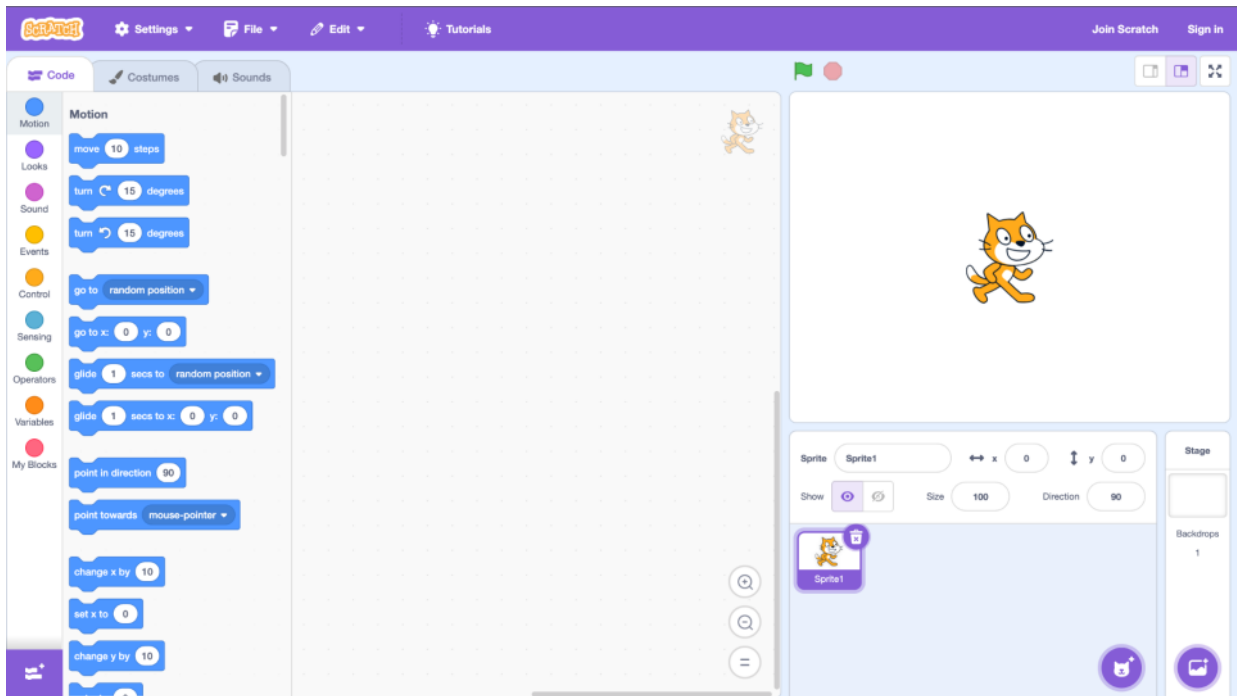 SCRATCH
Settings
File
Edit
Tutorials
Join Scratch
Sign in
Code
Costumes
Sounds
Motion
Looks
Sound
Events
Control
Sensing
Operators
Variables
My Blocks
Motion
move 10 steps
turn 15 degrees
turn 15 degrees
go to random position
go to x: 0 y: 0
glide 1 secs to random position
glide 1 secs to x: 0 y: 0
point in direction 90
point towards mouse-pointer
change x by 10
set x to 0
change y by 10
Sprite Sprite1 x 0 y 0
Show Size 100 Direction 90
Sprite1
Stage
Backdrops
1